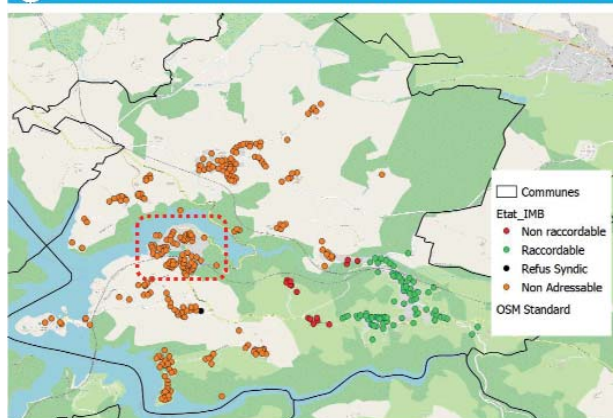 Communes
Etat_IMB
Non raccordable
Raccordable
Refus Syndic
Non Adressable
OSM Standard